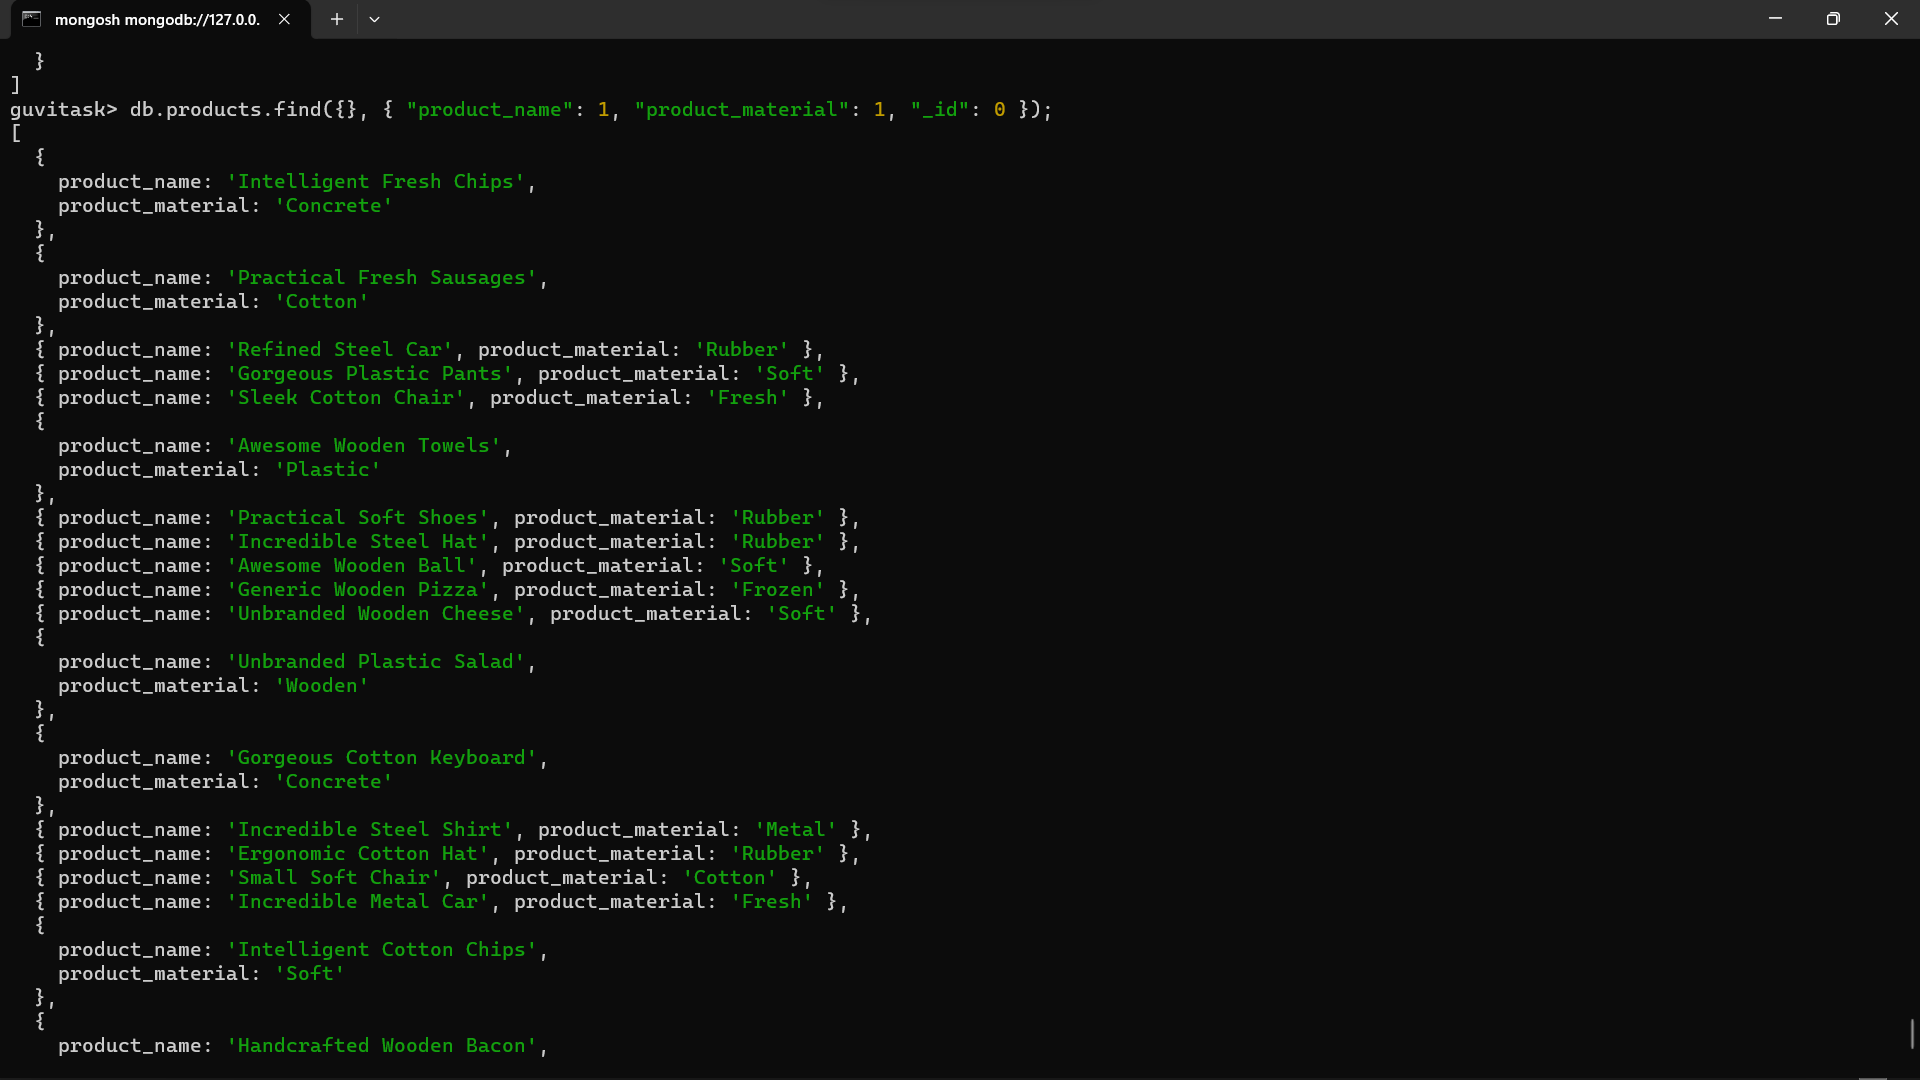 mongosh mongodb://127.0.0.
  }
]
guvitask> db.products.find({}, { "product_name": 1, "product_material": 1, "_id": 0 });
[
  {
    product_name: 'Intelligent Fresh Chips',
    product_material: 'Concrete'
  },
  {
    product_name: 'Practical Fresh Sausages',
    product_material: 'Cotton'
  },
  { product_name: 'Refined Steel Car', product_material: 'Rubber' },
  { product_name: 'Gorgeous Plastic Pants', product_material: 'Soft' },
  { product_name: 'Sleek Cotton Chair', product_material: 'Fresh' },
  {
    product_name: 'Awesome Wooden Towels',
    product_material: 'Plastic'
  },
  { product_name: 'Practical Soft Shoes', product_material: 'Rubber' },
  { product_name: 'Incredible Steel Hat', product_material: 'Rubber' },
  { product_name: 'Awesome Wooden Ball', product_material: 'Soft' },
  { product_name: 'Generic Wooden Pizza', product_material: 'Frozen' },
  { product_name: 'Unbranded Wooden Cheese', product_material: 'Soft' },
  {
    product_name: 'Unbranded Plastic Salad',
    product_material: 'Wooden'
  },
  {
    product_name: 'Gorgeous Cotton Keyboard',
    product_material: 'Concrete'
  },
  { product_name: 'Incredible Steel Shirt', product_material: 'Metal' },
  { product_name: 'Ergonomic Cotton Hat', product_material: 'Rubber' },
  { product_name: 'Small Soft Chair', product_material: 'Cotton' },
  { product_name: 'Incredible Metal Car', product_material: 'Fresh' },
  {
    product_name: 'Intelligent Cotton Chips',
    product_material: 'Soft'
  },
  {
    product_name: 'Handcrafted Wooden Bacon',